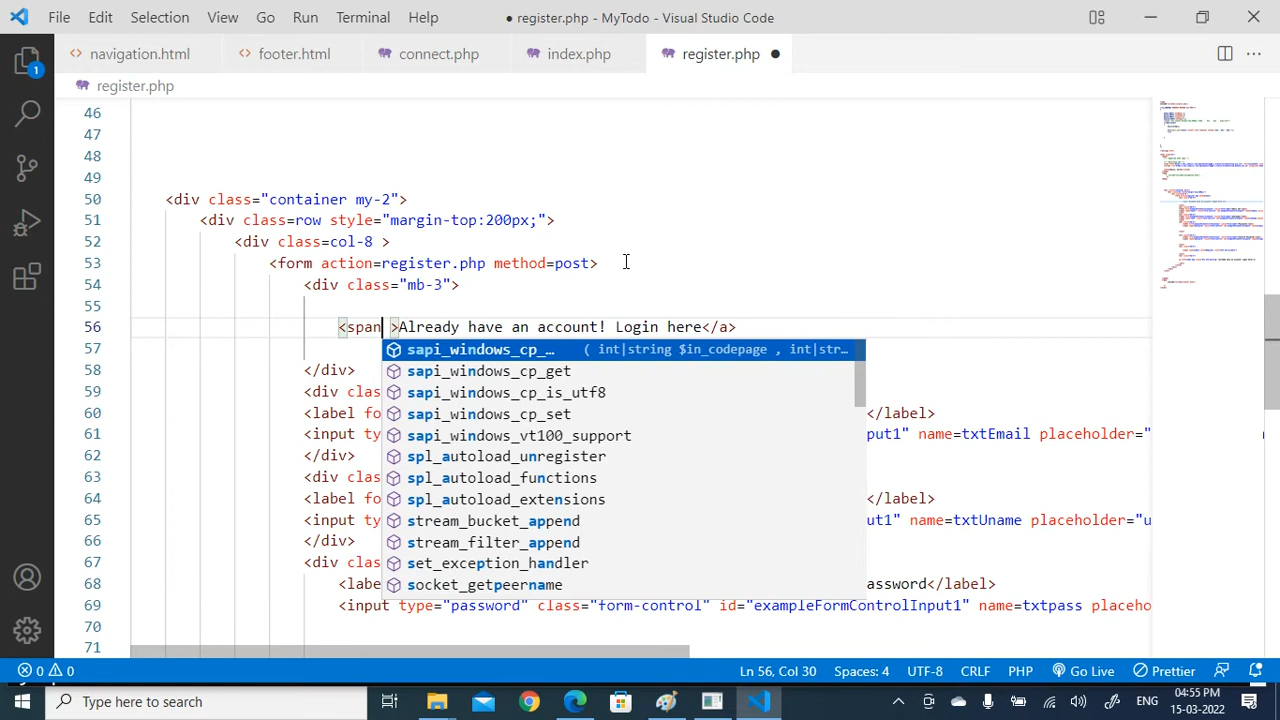 File Edit Selection View Go Run Terminal Help ● register.php - MyTodo - Visual Studio Code
navigation.html footer.html connect.php index.php register.php ●
1
register.php
46
47
48
49
50 <div class="container my-2">
51 <div class=row style="margin-top:20px;">
52 <div class=col-8 >
53 <form action=register.php method=post>
54 <div class="mb-3">
55
56 <span >Already have an account! Login here</a>
57 sapi_windows_cp_… ( int|string $in_codepage , int|str…
sapi_windows_cp_get
58 </div>
sapi_windows_cp_is_utf8
59 <div clas
sapi_windows_cp_set
60 <label fo </label>
sapi_windows_vt100_support
61 <input ty put1" name=txtEmail placeholder="
spl_autoload_unregister
62 </div>
spl_autoload_functions
63 <div clas
spl_autoload_extensions
64 <label fo </label>
stream_bucket_append
65 <input ty put1" name=txtUname placeholder="u
stream_filter_append
66 </div>
set_exception_handler
67 <div clas
socket_getpeername
68 <label assword</label>
69 <input type="password" class="form-control" id="exampleFormControlInput1" name=txtpass placeho
70
71
0 0 Ln 56, Col 30 Spaces: 4 UTF-8 CRLF PHP Go Live Prettier
Type here to search ENG 04:55 PM
15-03-2022